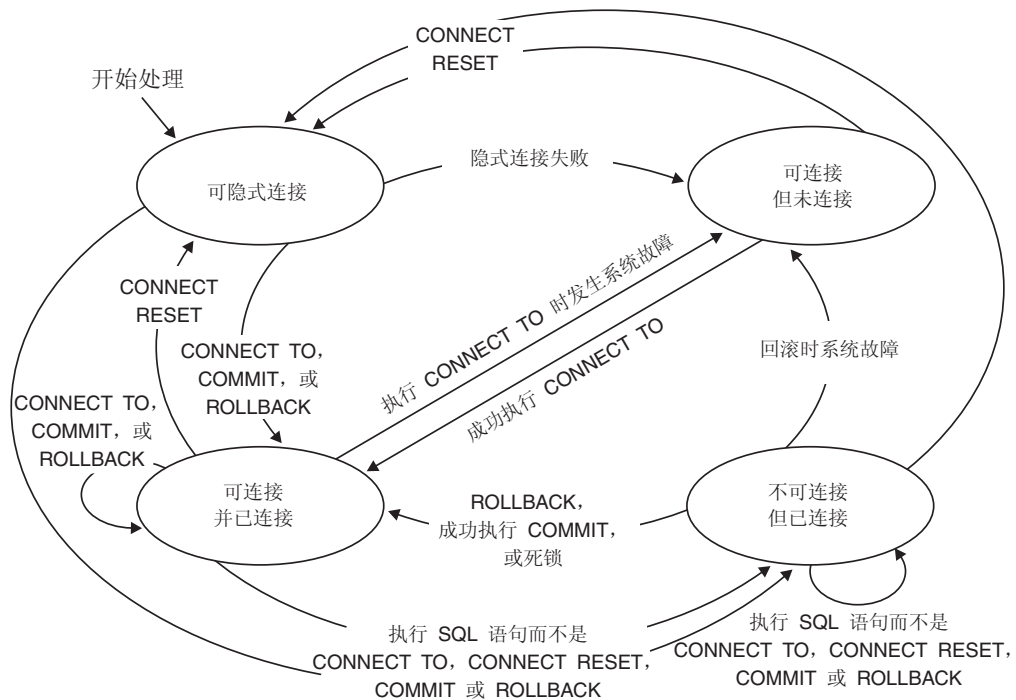 CONNECT
RESET
开始处理
隐式连接失败
可隐式连接
可连接
但未连接
CONNECT
RESET
执行 CONNECT TO 时发生系统故障
成功执行 CONNECT TO
回滚时系统故障
CONNECT TO,
COMMIT, 或
ROLLBACK
CONNECT TO,
COMMIT, 或
ROLLBACK
可连接
并已连接
ROLLBACK,
成功执行 COMMIT,
或死锁
不可连接
但已连接
执行 SQL 语句而不是
CONNECT TO, CONNECT RESET,
COMMIT 或 ROLLBACK
执行 SQL 语句而不是
CONNECT TO, CONNECT RESET,
COMMIT 或 ROLLBACK